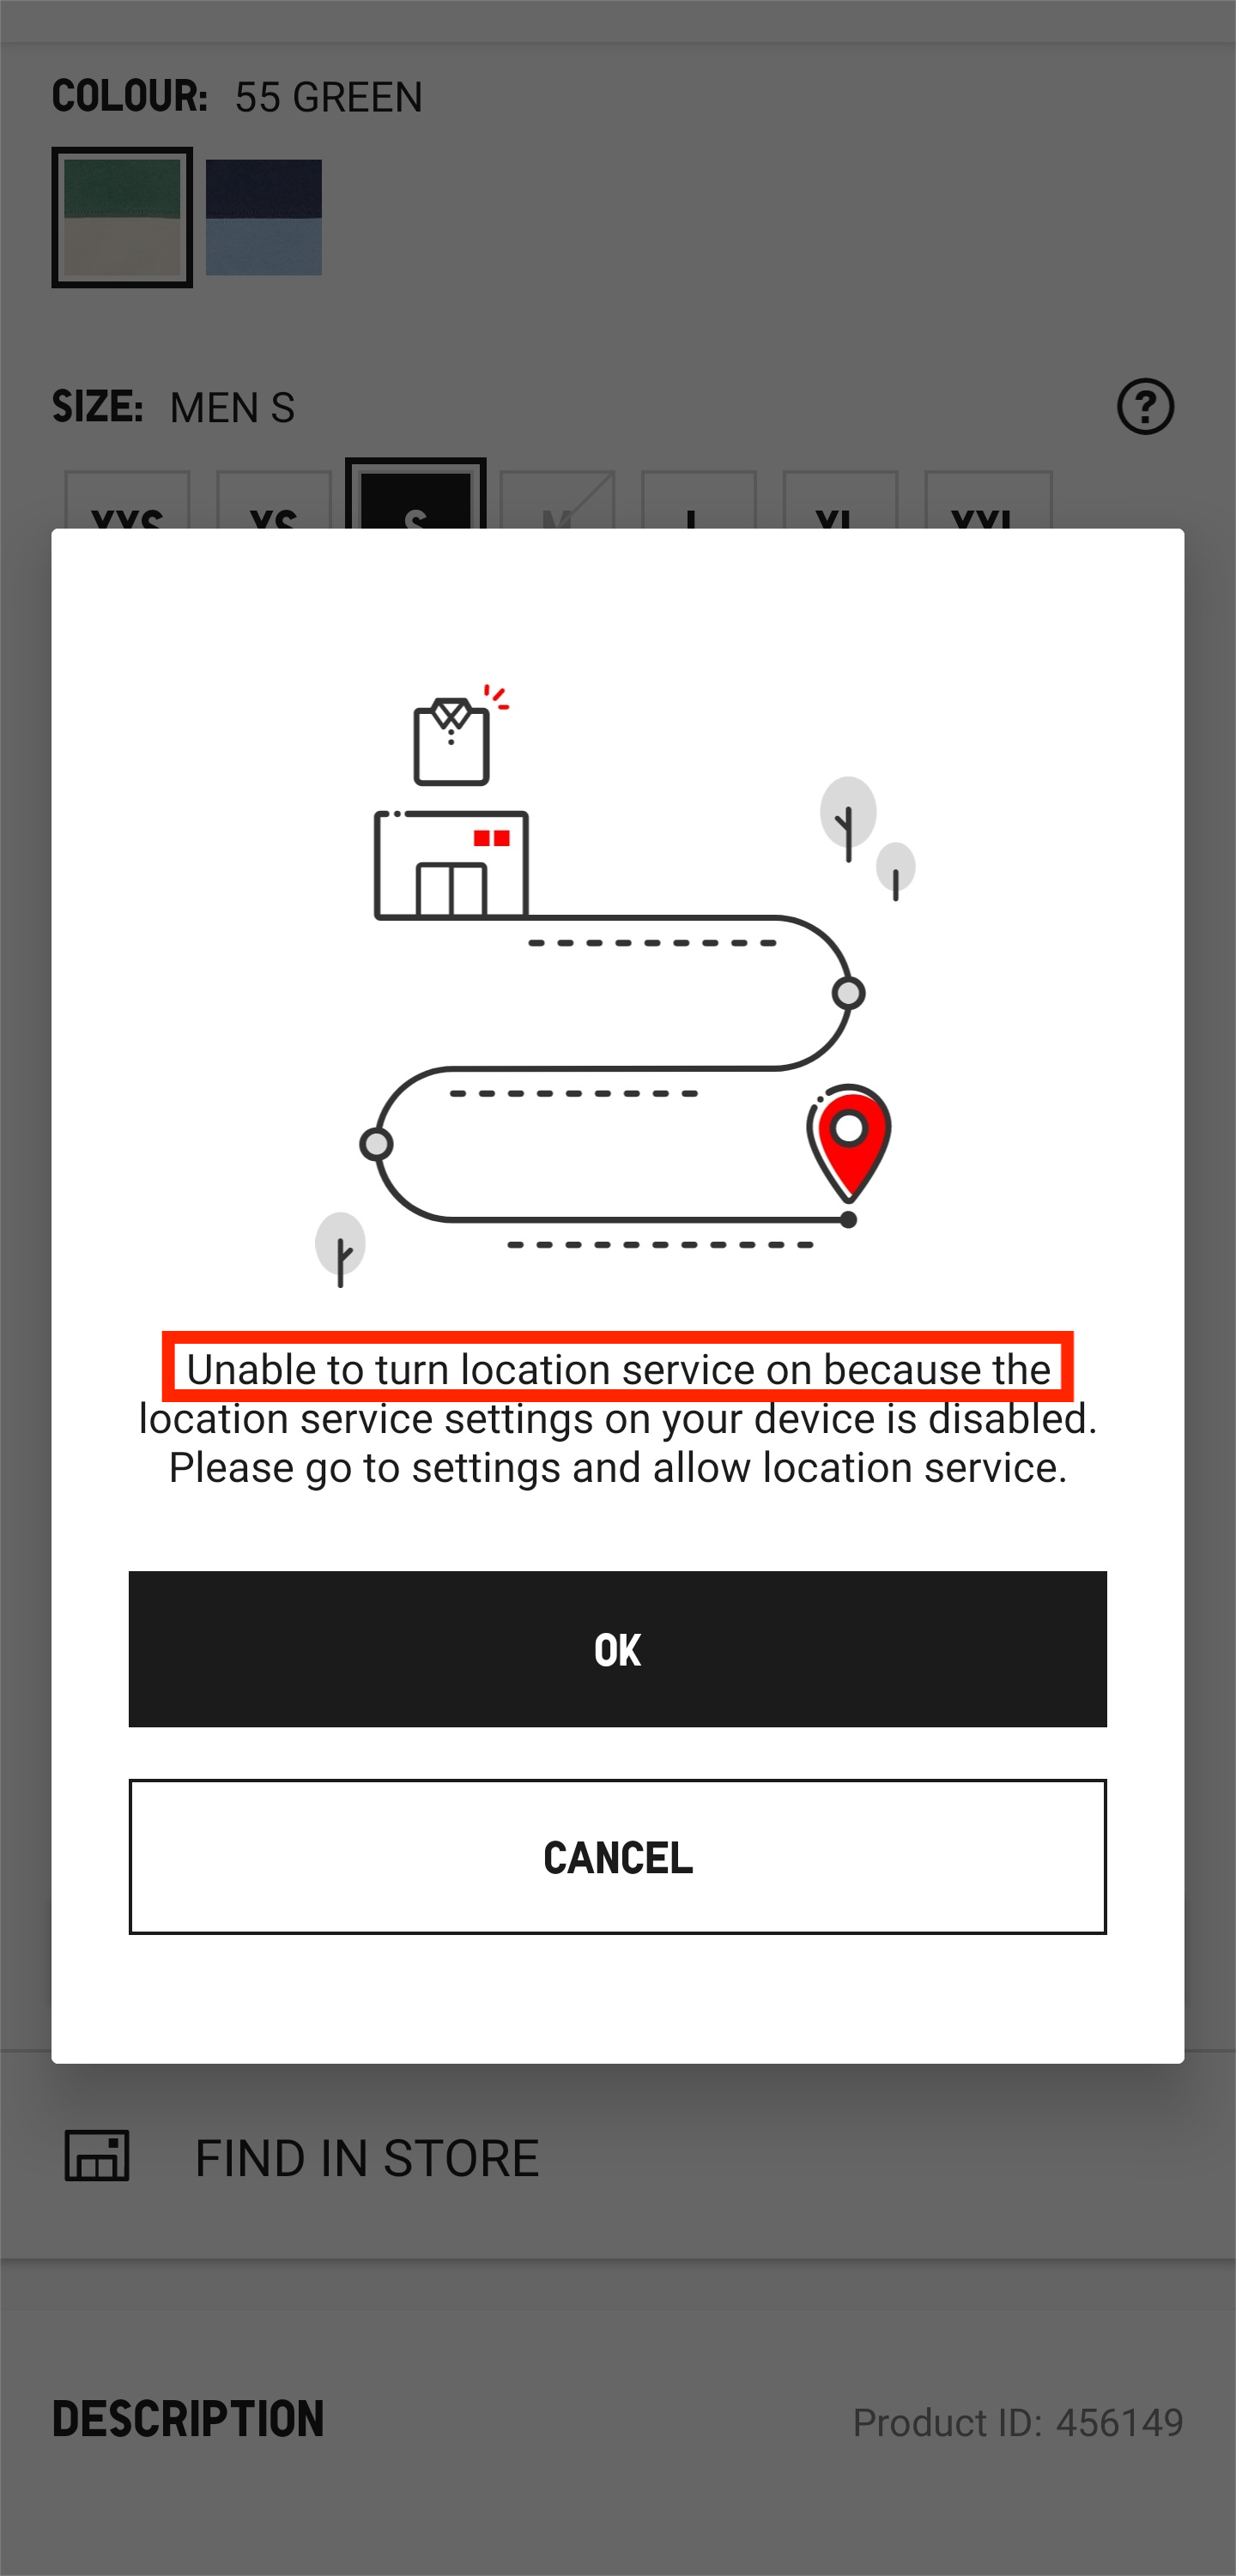 COLOUR: 55 GREEN
SIZE: MEN S
?
XXS XS S M L XL XXL
Unable to turn location service on because the
location service settings on your device is disabled.
Please go to settings and allow location service.
OK
CANCEL
FIND IN STORE
DESCRIPTION
Product ID: 456149